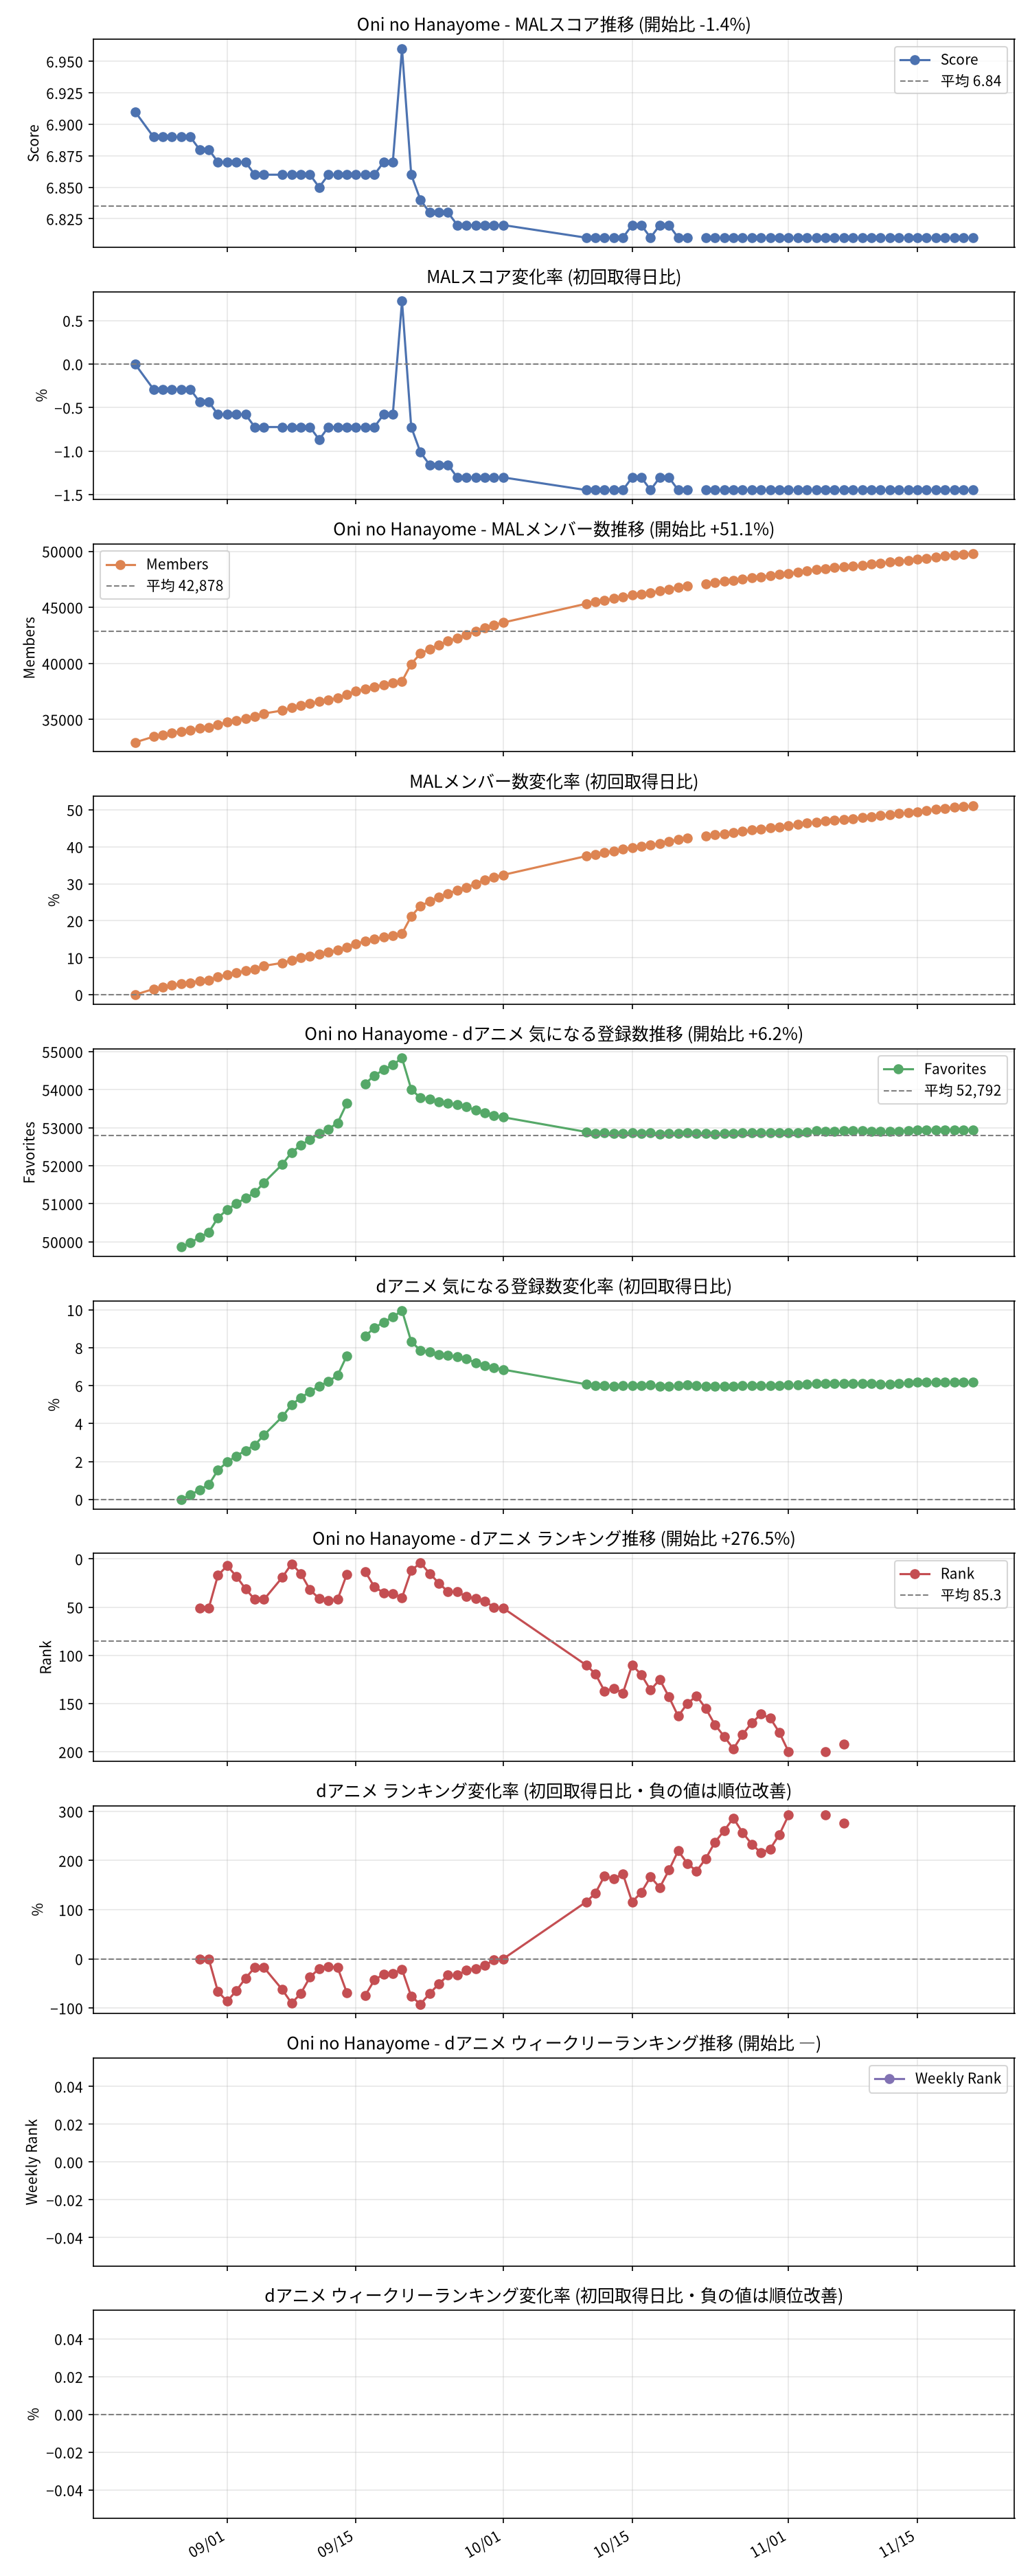 Oni no Hanayome - MALスコア推移 (開始比 -1.4%)
6.950
6.925
6.900
6.875
6.850
6.825
Score
Score
平均 6.84
MALスコア変化率 (初回取得日比)
0.5
0.0
−0.5
−1.0
−1.5
%
Oni no Hanayome - MALメンバー数推移 (開始比 +51.1%)
50000
45000
40000
35000
Members
Members
平均 42,878
MALメンバー数変化率 (初回取得日比)
50
40
30
20
10
0
%
Oni no Hanayome - dアニメ 気になる登録数推移 (開始比 +6.2%)
55000
54000
53000
52000
51000
50000
Favorites
Favorites
平均 52,792
dアニメ 気になる登録数変化率 (初回取得日比)
10
8
6
4
2
0
%
Oni no Hanayome - dアニメ ランキング推移 (開始比 +276.5%)
0
50
100
150
200
Rank
Rank
平均 85.3
dアニメ ランキング変化率 (初回取得日比・負の値は順位改善)
300
200
100
0
−100
%
Oni no Hanayome - dアニメ ウィークリーランキング推移 (開始比 —)
0.04
0.02
0.00
−0.02
−0.04
Weekly Rank
Weekly Rank
dアニメ ウィークリーランキング変化率 (初回取得日比・負の値は順位改善)
0.04
0.02
0.00
−0.02
−0.04
%
09/01
09/15
10/01
10/15
11/01
11/15